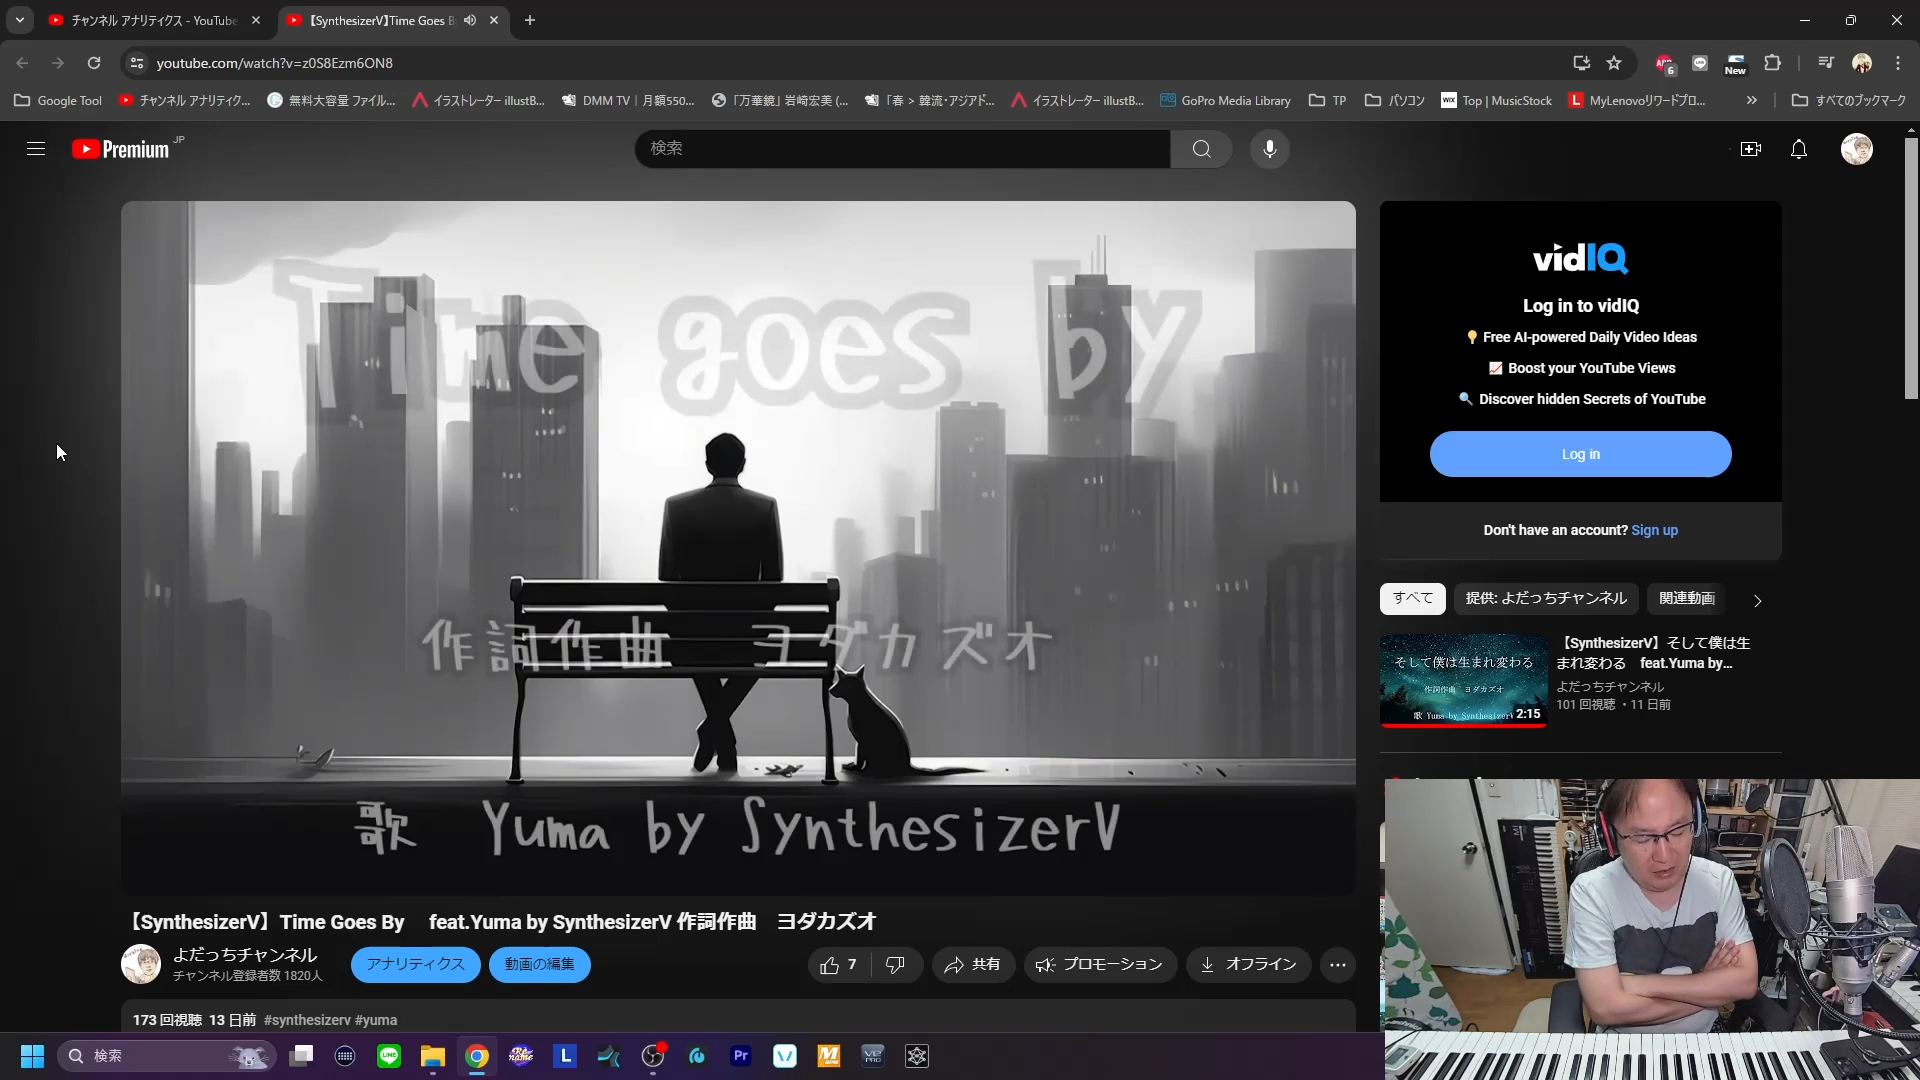 チャンネル アナリティクス - YouTube
【SynthesizerV】Time Goes B
youtube.com/watch?v=z0S8Ezm6ON8
6
New
Google Tool
チャンネル アナリティク...
無料大容量 ファイル...
イラストレーター illustB...
DMM TV | 月額550...
「万華鏡」岩崎宏美 (...
「春 > 韓流･アジアド...
イラストレーター illustB...
GoPro Media Library
TP
パソコン
WIX
Top | MusicStock
L
MyLenovoリワードプロ...
すべてのブックマーク
Premium JP
検索
Time goes by
作詞作曲　ヨダカズオ
歌　Yuma by SynthesizerV
【SynthesizerV】Time Goes By　feat.Yuma by SynthesizerV 作詞作曲　ヨダカズオ
よだっちチャンネル
チャンネル登録者数 1820人
アナリティクス
動画の編集
7
共有
プロモーション
オフライン
173 回視聴 13 日前 #synthesizerv #yuma
vidIQ
Log in to vidIQ
Free AI-powered Daily Video Ideas
Boost your YouTube Views
Discover hidden Secrets of YouTube
Log in
Don't have an account? Sign up
すべて
提供: よだっちチャンネル
関連動画
そして僕は生まれ変わる
作詞作曲　ヨダカズオ
歌 Yuma by Synthesizer
2:15
【SynthesizerV】そして僕は生
まれ変わる　feat.Yuma by...
よだっちチャンネル
101 回視聴 ・11 日前
検索
LINE
L
Pr
M
VE
PRO